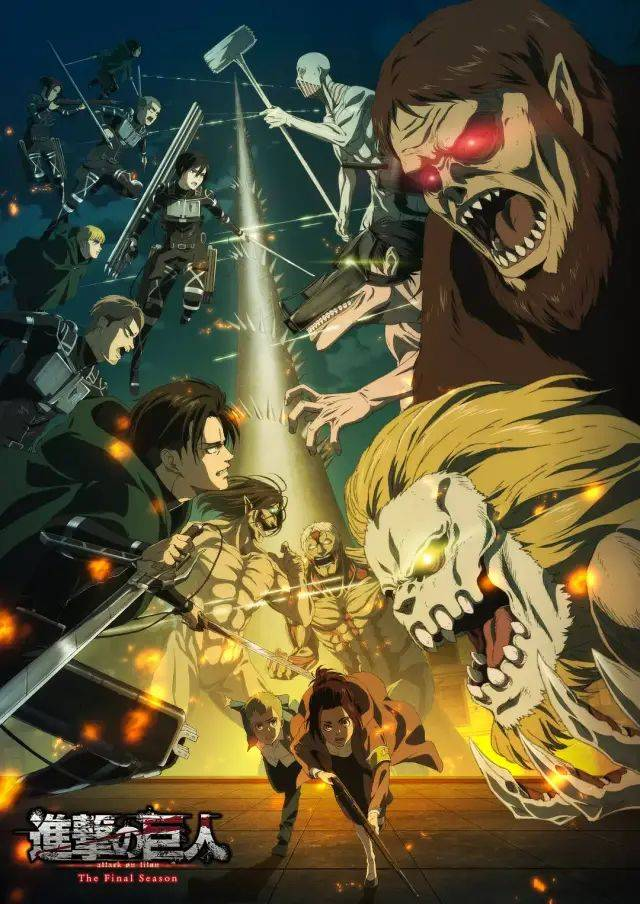 進撃の巨人
attack on titan
The Final Season